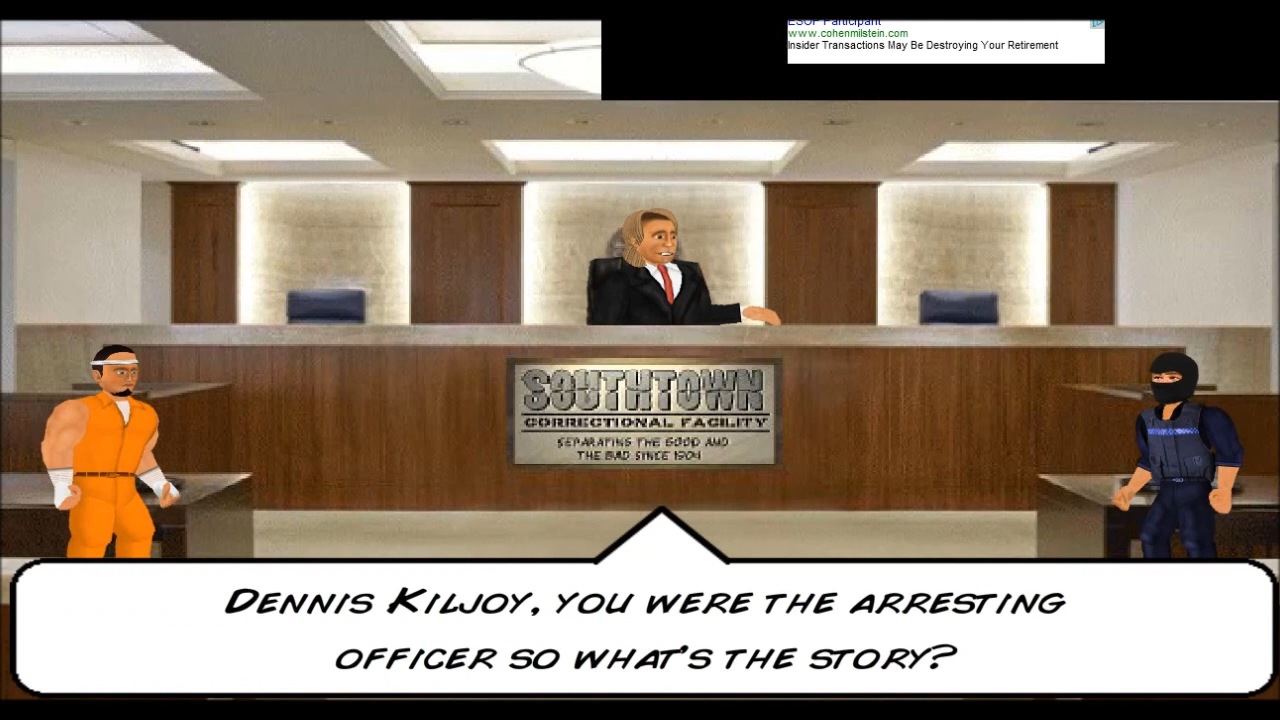 ESOP Participant
www.cohenmilstein.com
Insider Transactions May Be Destroying Your Retirement
SOUTHTOWN
CORRECTIONAL FACILITY
SEPARATING THE GOOD AND
THE BAD SINCE 1904
DENNIS KILJOY, YOU WERE THE ARRESTING
OFFICER SO WHAT'S THE STORY?